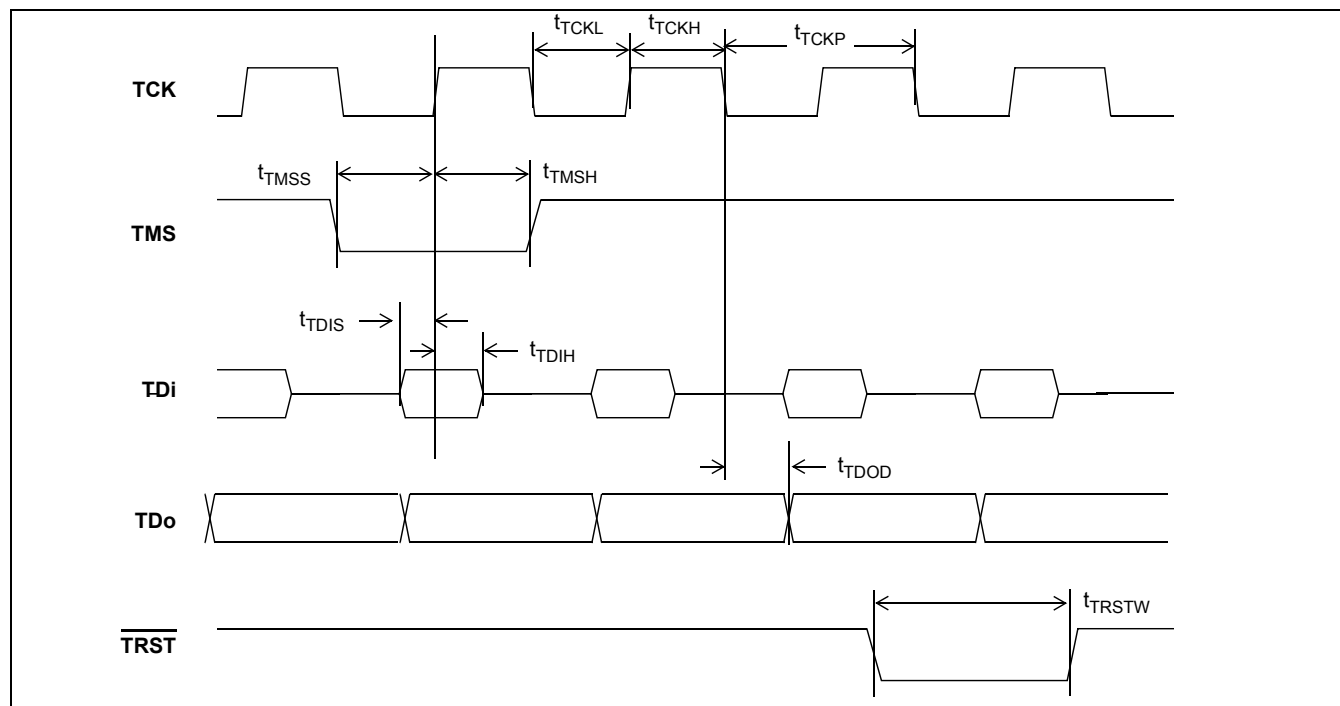 tTCKL tTCKH tTCKP
TCK
tTMSS tTMSH
TMS
tTDIS
tTDIH
TDi
tTDOD
TDo
tTRSTW
TRST